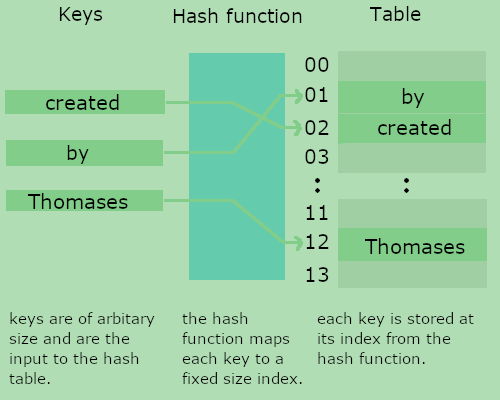 Keys Hash function Table
00
created 01 by
02 created
by 03
Thomases 11
12 Thomases
13
keys are of arbitary
size and are the
input to the hash
table.
the hash
function maps
each key to a
fixed size index.
each key is stored at
its index from the
hash function.